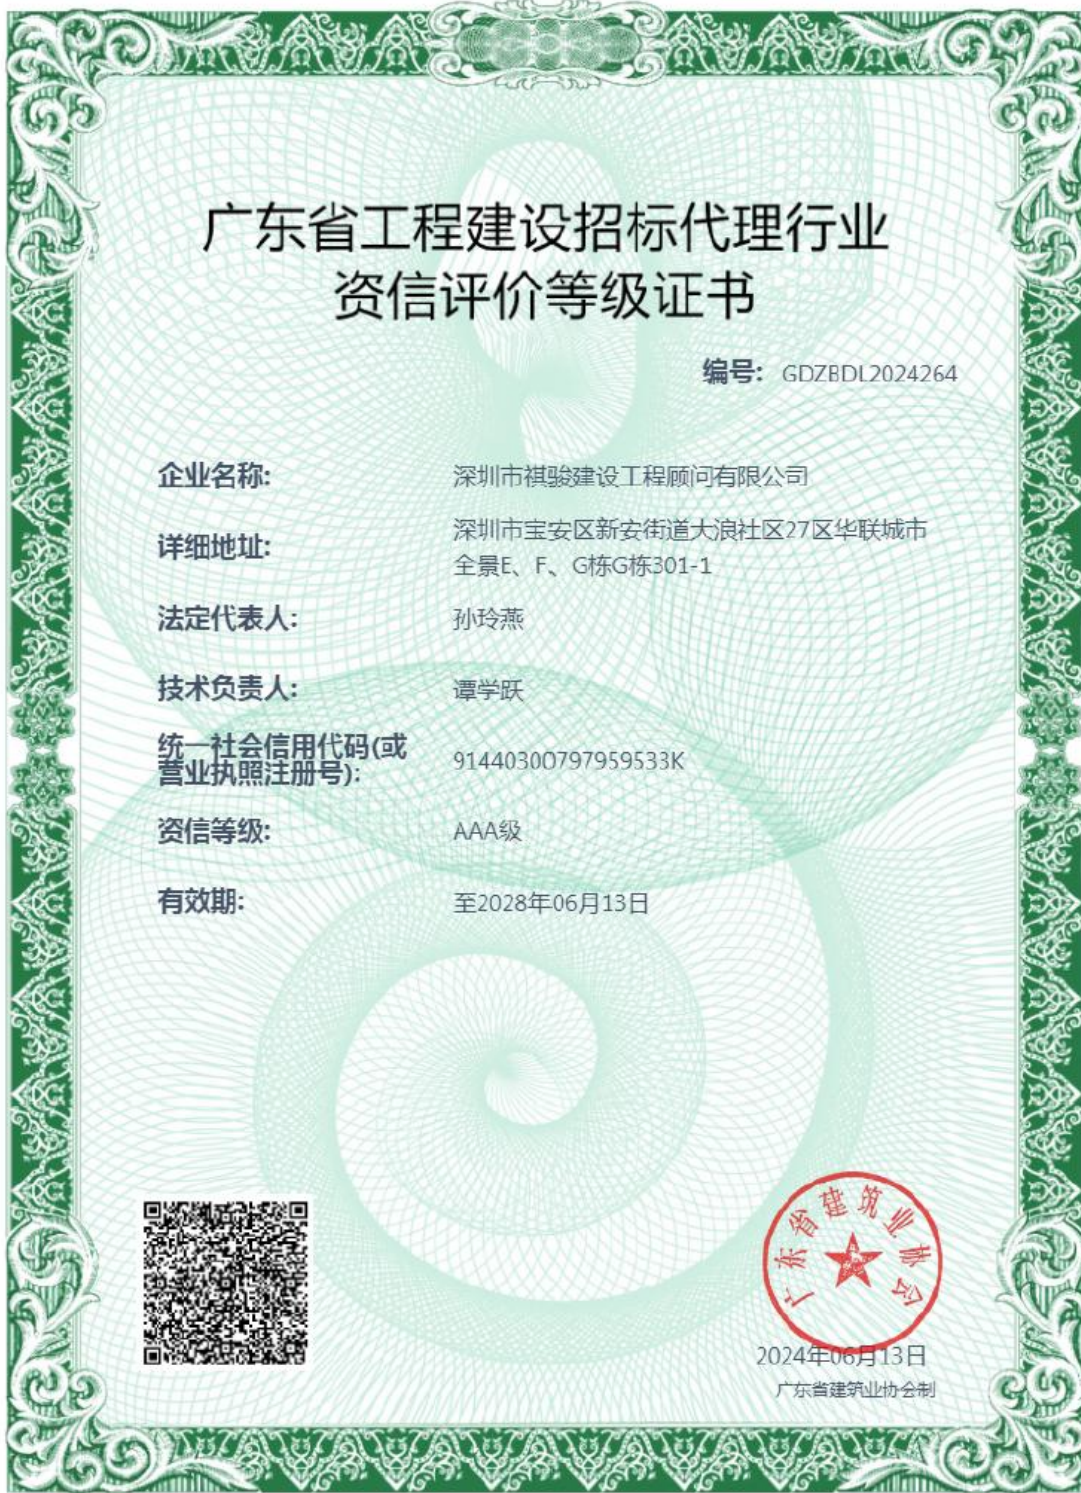 广东省工程建设招标代理行业
资信评价等级证书
编号: GDZBDL2024264
企业名称: 深圳市祺骏建设工程顾问有限公司
详细地址: 深圳市宝安区新安街道大浪社区27区华联城市
全景E、F、G栋G栋301-1
法定代表人: 孙玲燕
技术负责人: 谭学跃
统一社会信用代码(或
营业执照注册号): 91440300797959533K
资信等级: AAA级
有效期: 至2028年06月13日
广东省建筑业协会
2024年06月13日
广东省建筑业协会制